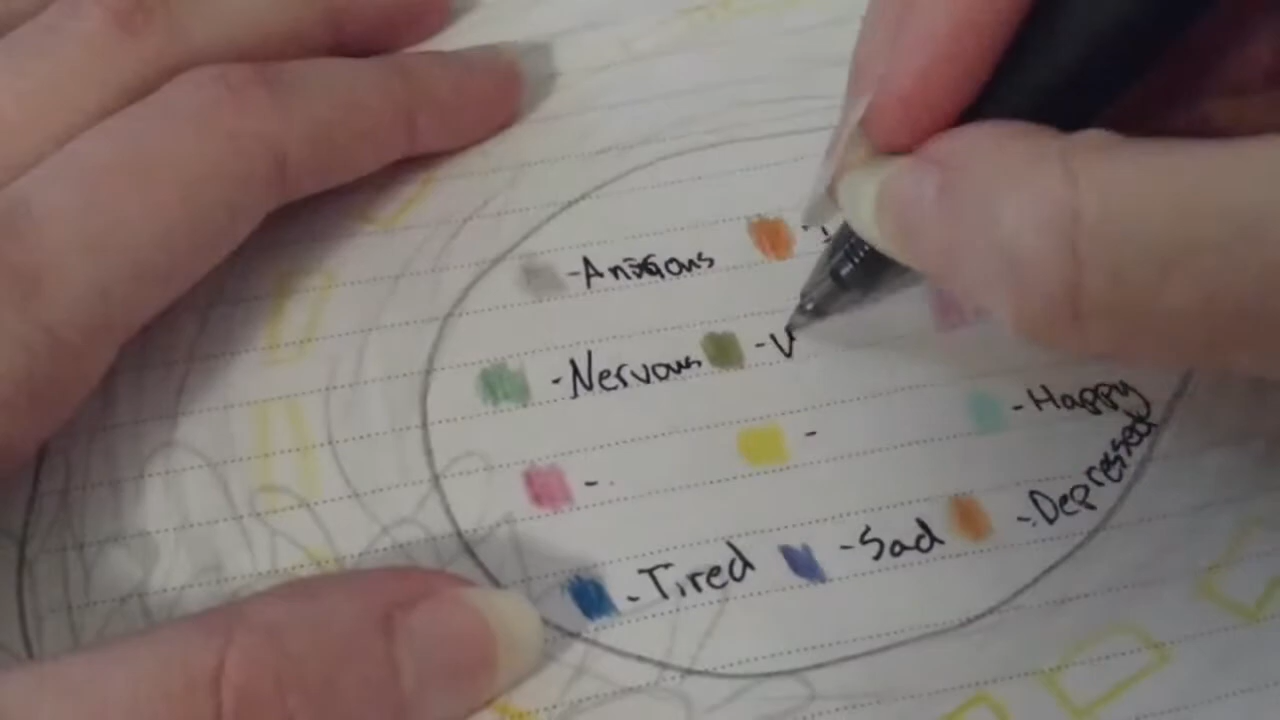 -Anxious
-Nervous -V
- -Happy
- -Depressed
-Tired -Sad